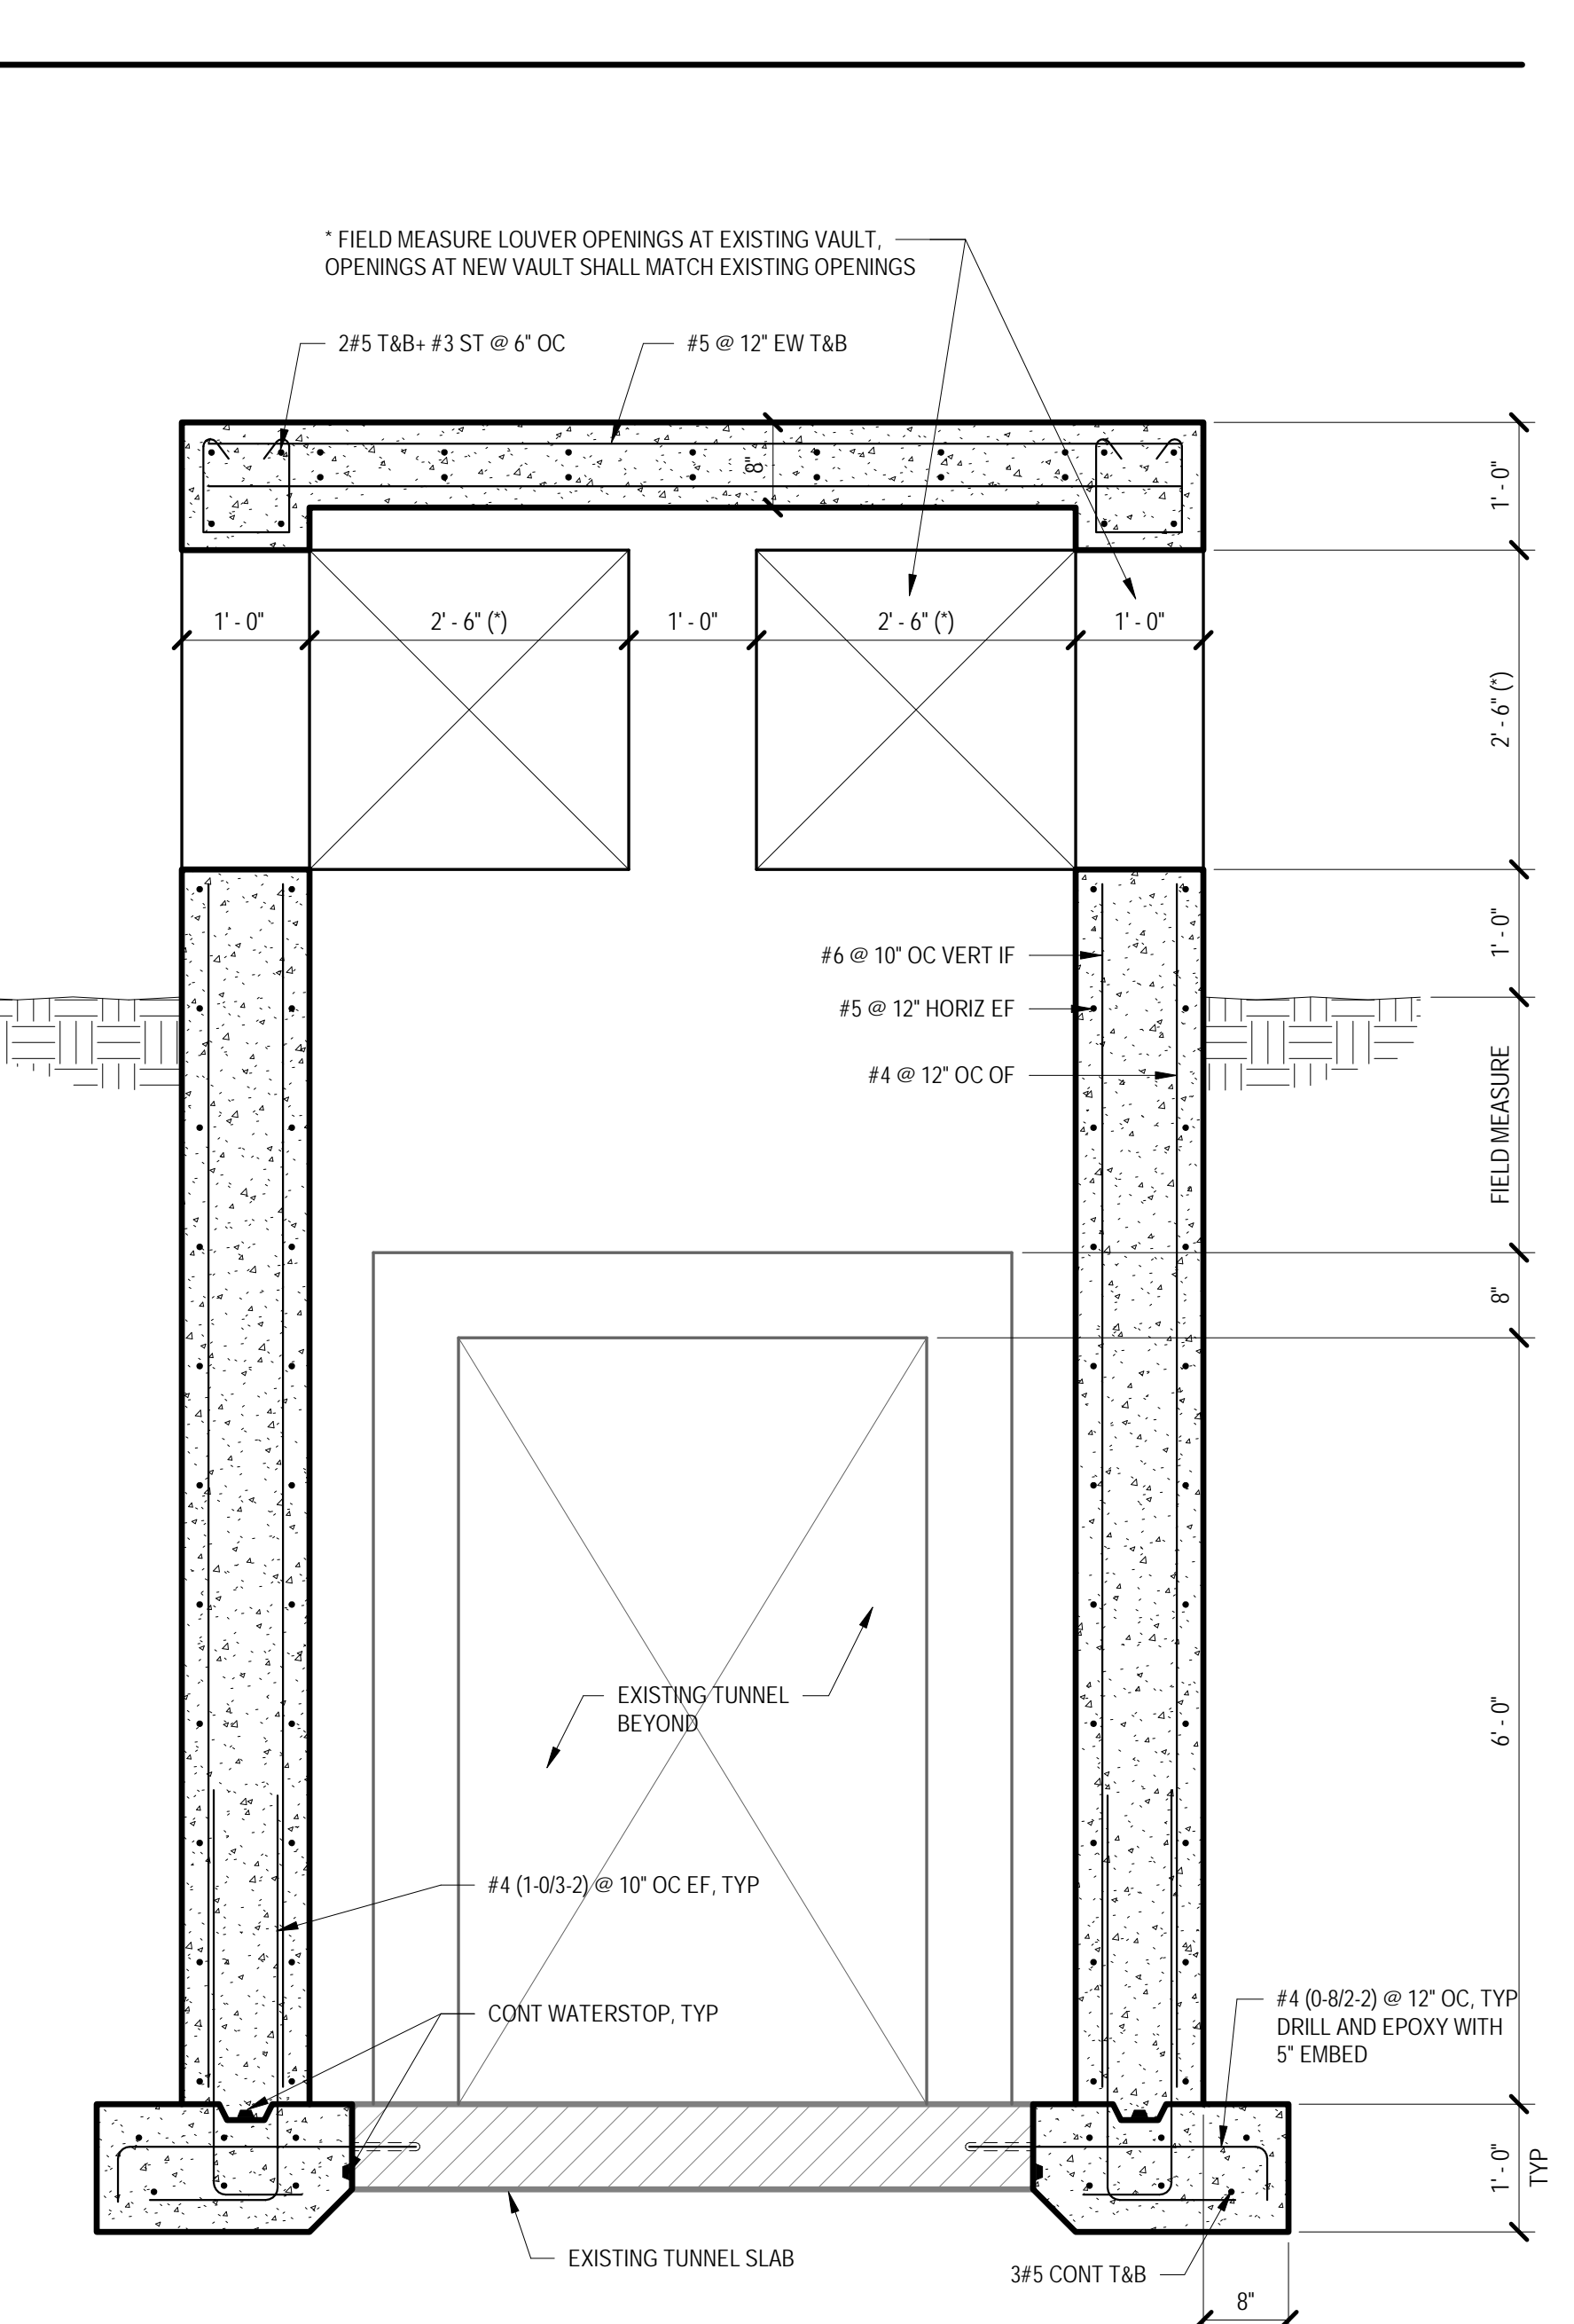 * FIELD MEASURE LOUVER OPENINGS AT EXISTING VAULT,
OPENINGS AT NEW VAULT SHALL MATCH EXISTING OPENINGS
2#5 T&B+ #3 ST @ 6" OC
#5 @ 12" EW T&B
8"
1' - 0"
1' - 0"
2' - 6" (*)
1' - 0"
2' - 6" (*)
1' - 0"
2' - 6" (*)
1' - 0"
#6 @ 10" OC VERT IF
#5 @ 12" HORIZ EF
#4 @ 12" OC OF
FIELD MEASURE
8"
6' - 0"
EXISTING TUNNEL
BEYOND
#4 (1-0/3-2) @ 10" OC EF, TYP
CONT WATERSTOP, TYP
#4 (0-8/2-2) @ 12" OC, TYP
DRILL AND EPOXY WITH
5" EMBED
1' - 0"
TYP
EXISTING TUNNEL SLAB
3#5 CONT T&B
8"